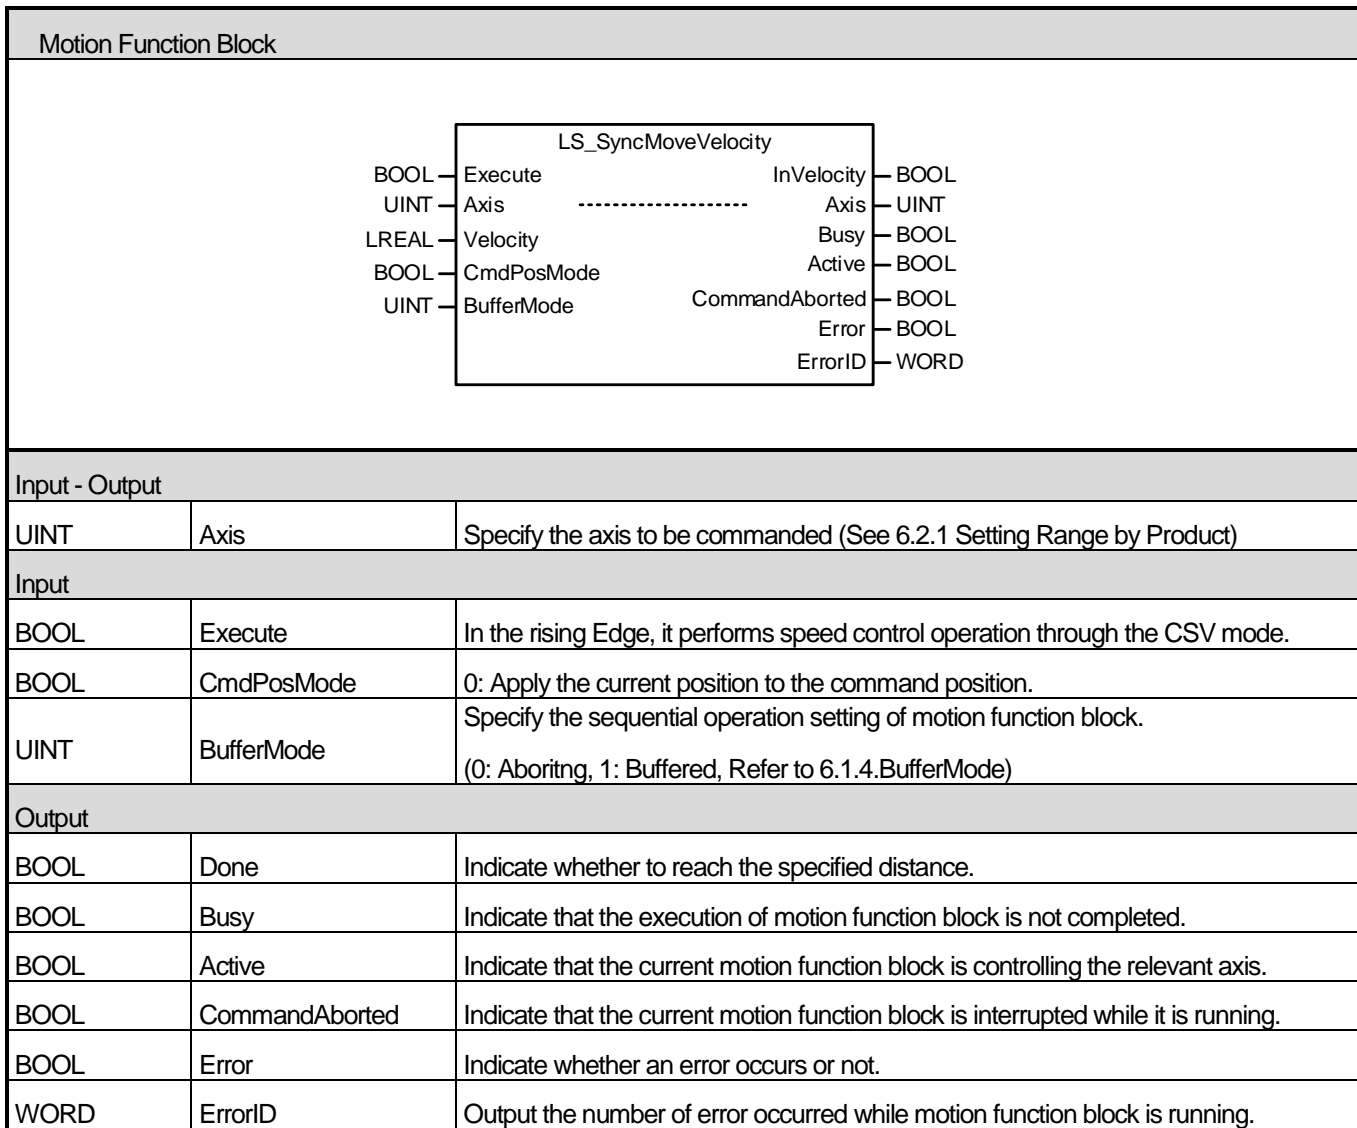 Motion Function Block
LS_SyncMoveVelocity
BOOL Execute InVelocity BOOL
UINT Axis Axis UINT
LREAL Velocity Busy BOOL
BOOL CmdPosMode Active BOOL
UINT BufferMode CommandAborted BOOL
Error BOOL
ErrorID WORD
Input - Output
UINT Axis Specify the axis to be commanded (See 6.2.1 Setting Range by Product)
Input
BOOL Execute In the rising Edge, it performs speed control operation through the CSV mode.
BOOL CmdPosMode 0: Apply the current position to the command position.
UINT BufferMode Specify the sequential operation setting of motion function block.
(0: Aboritng, 1: Buffered, Refer to 6.1.4.BufferMode)
Output
BOOL Done Indicate whether to reach the specified distance.
BOOL Busy Indicate that the execution of motion function block is not completed.
BOOL Active Indicate that the current motion function block is controlling the relevant axis.
BOOL CommandAborted Indicate that the current motion function block is interrupted while it is running.
BOOL Error Indicate whether an error occurs or not.
WORD ErrorID Output the number of error occurred while motion function block is running.